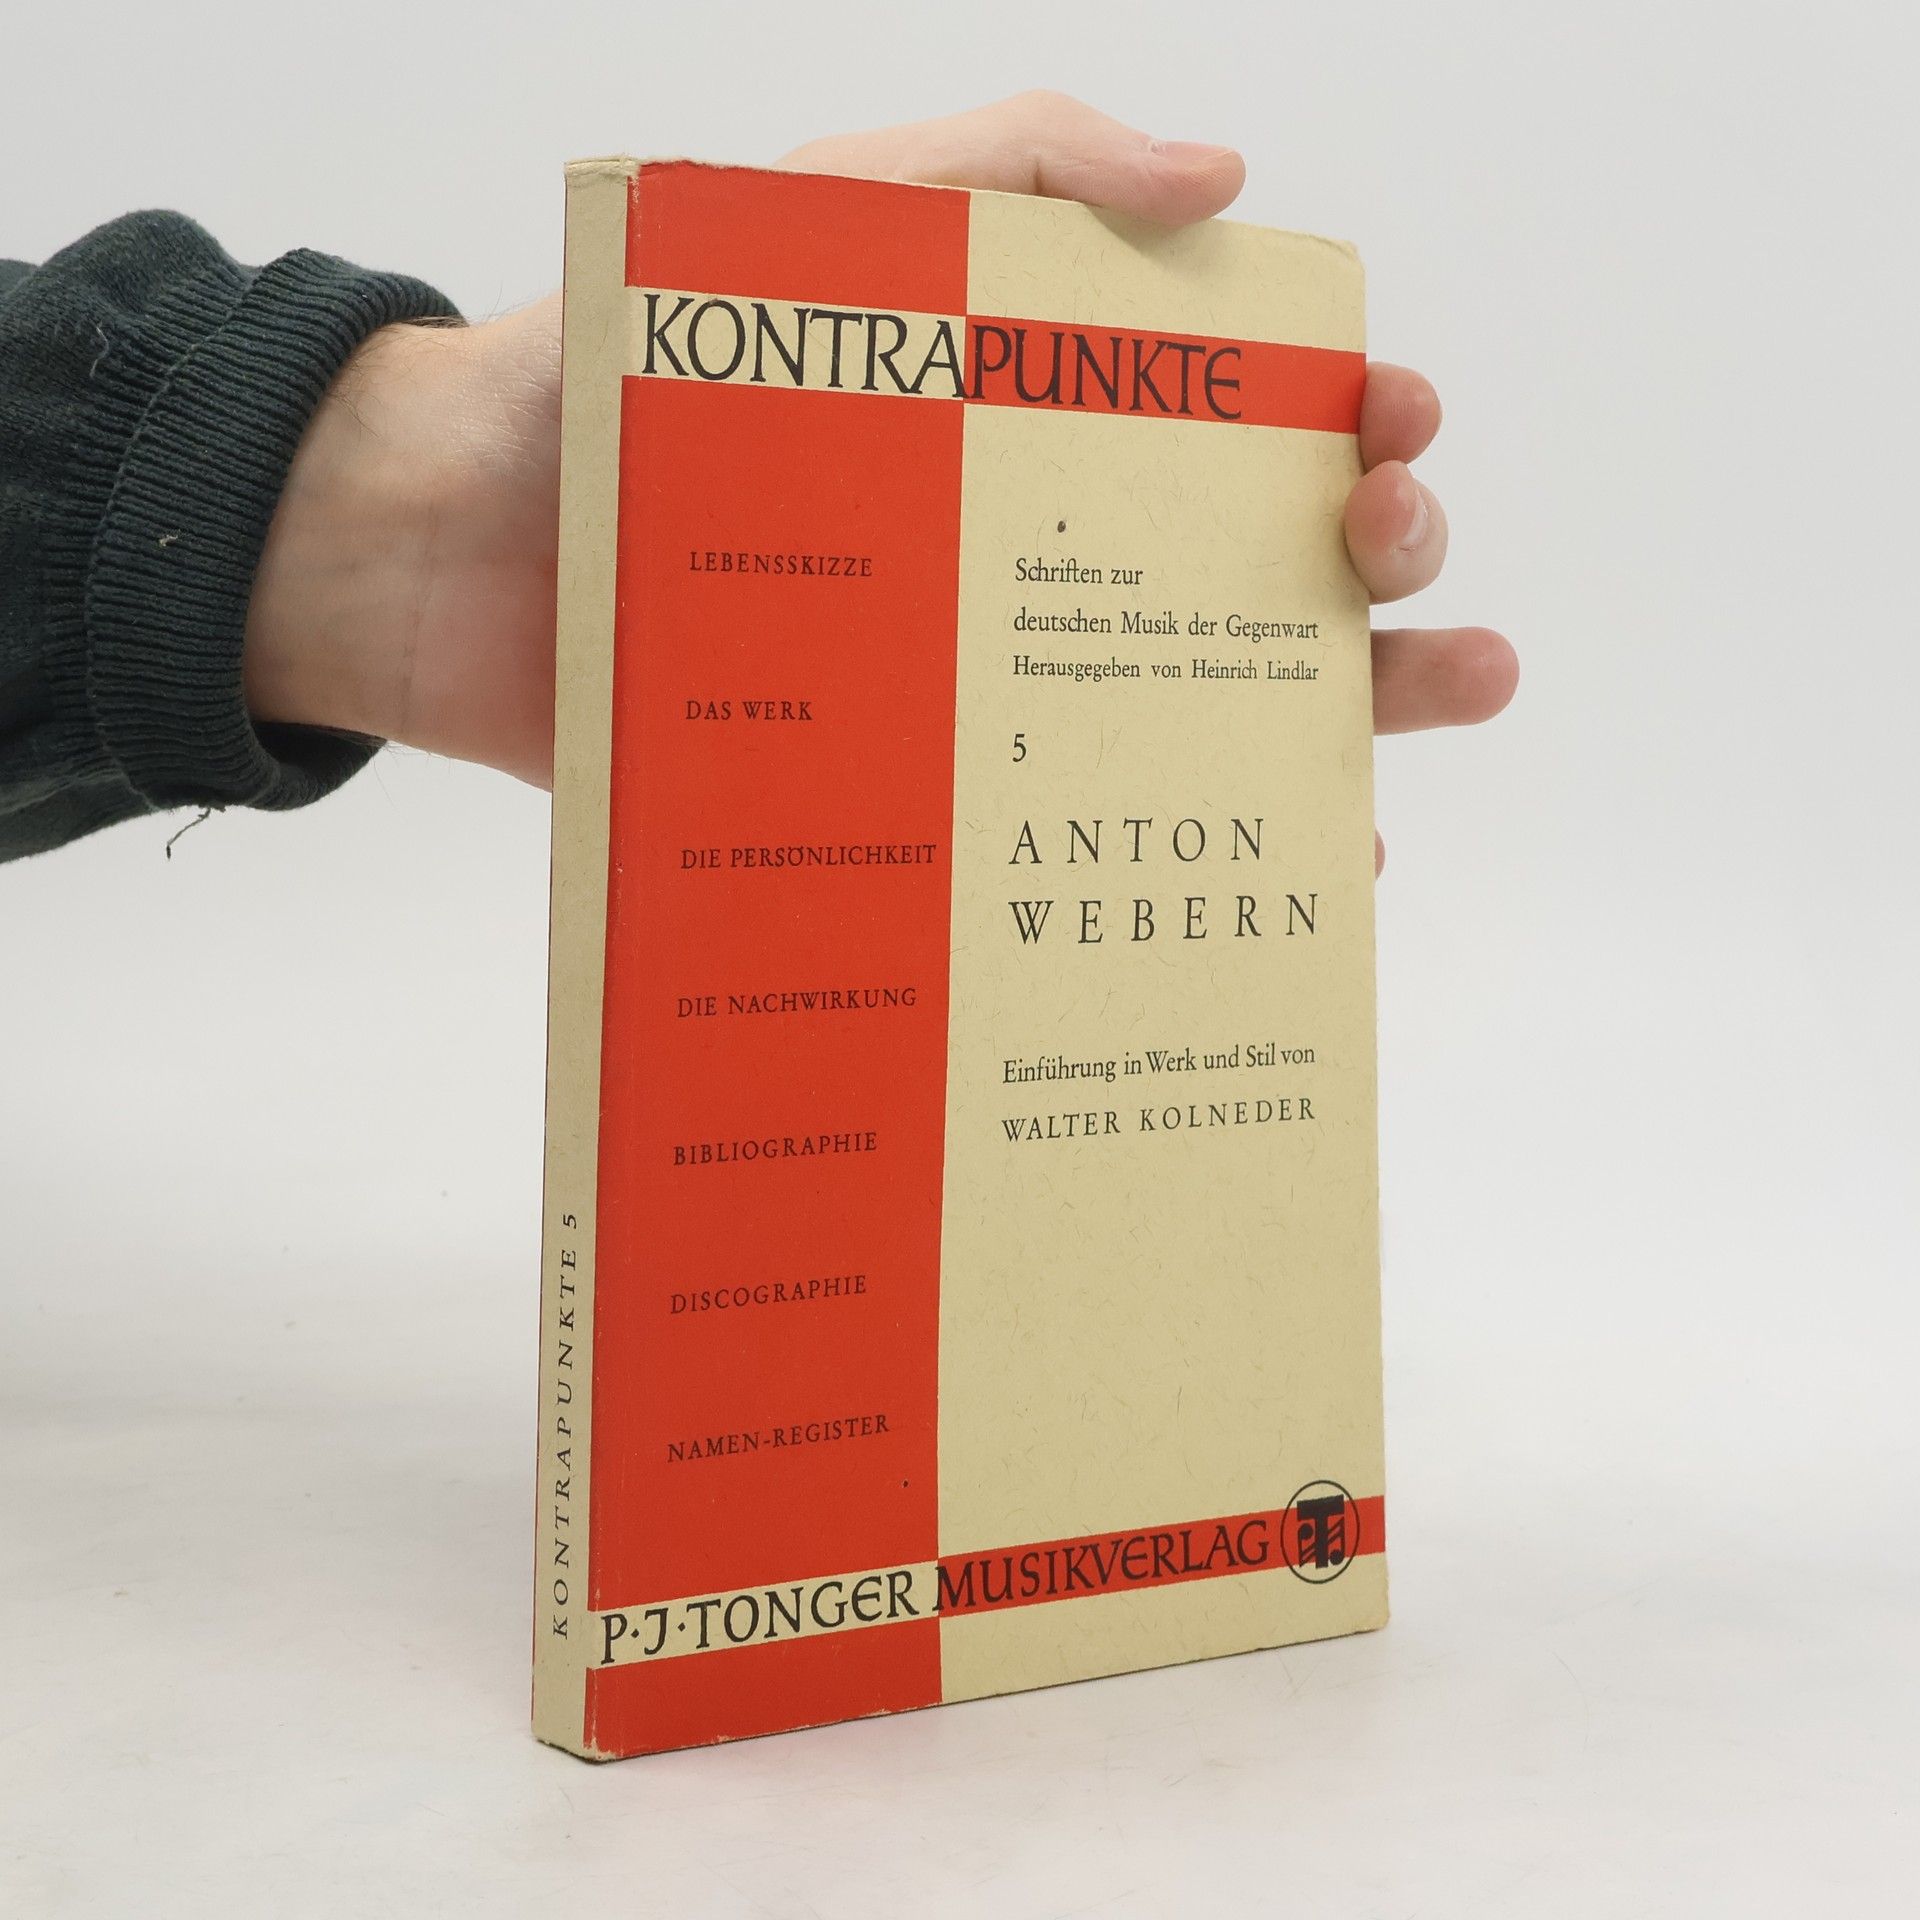 KONTRAPUNKTE
LEBENSSKIZZE
DAS WERK
DIE PERSÖNLICHKEIT
DIE NACHWIRKUNG
BIBLIOGRAPHIE
DISCOGRAPHIE
NAMEN-REGISTER
Schriften zur
deutschen Musik der Gegenwart
Herausgegeben von Heinrich Lindlar
5
ANTON
WEBERN
Einführung in Werk und Stil von
WALTER KOLNEDER
P·J·TONGER MUSIKVERLAG
KONTRAPUNKTE 5